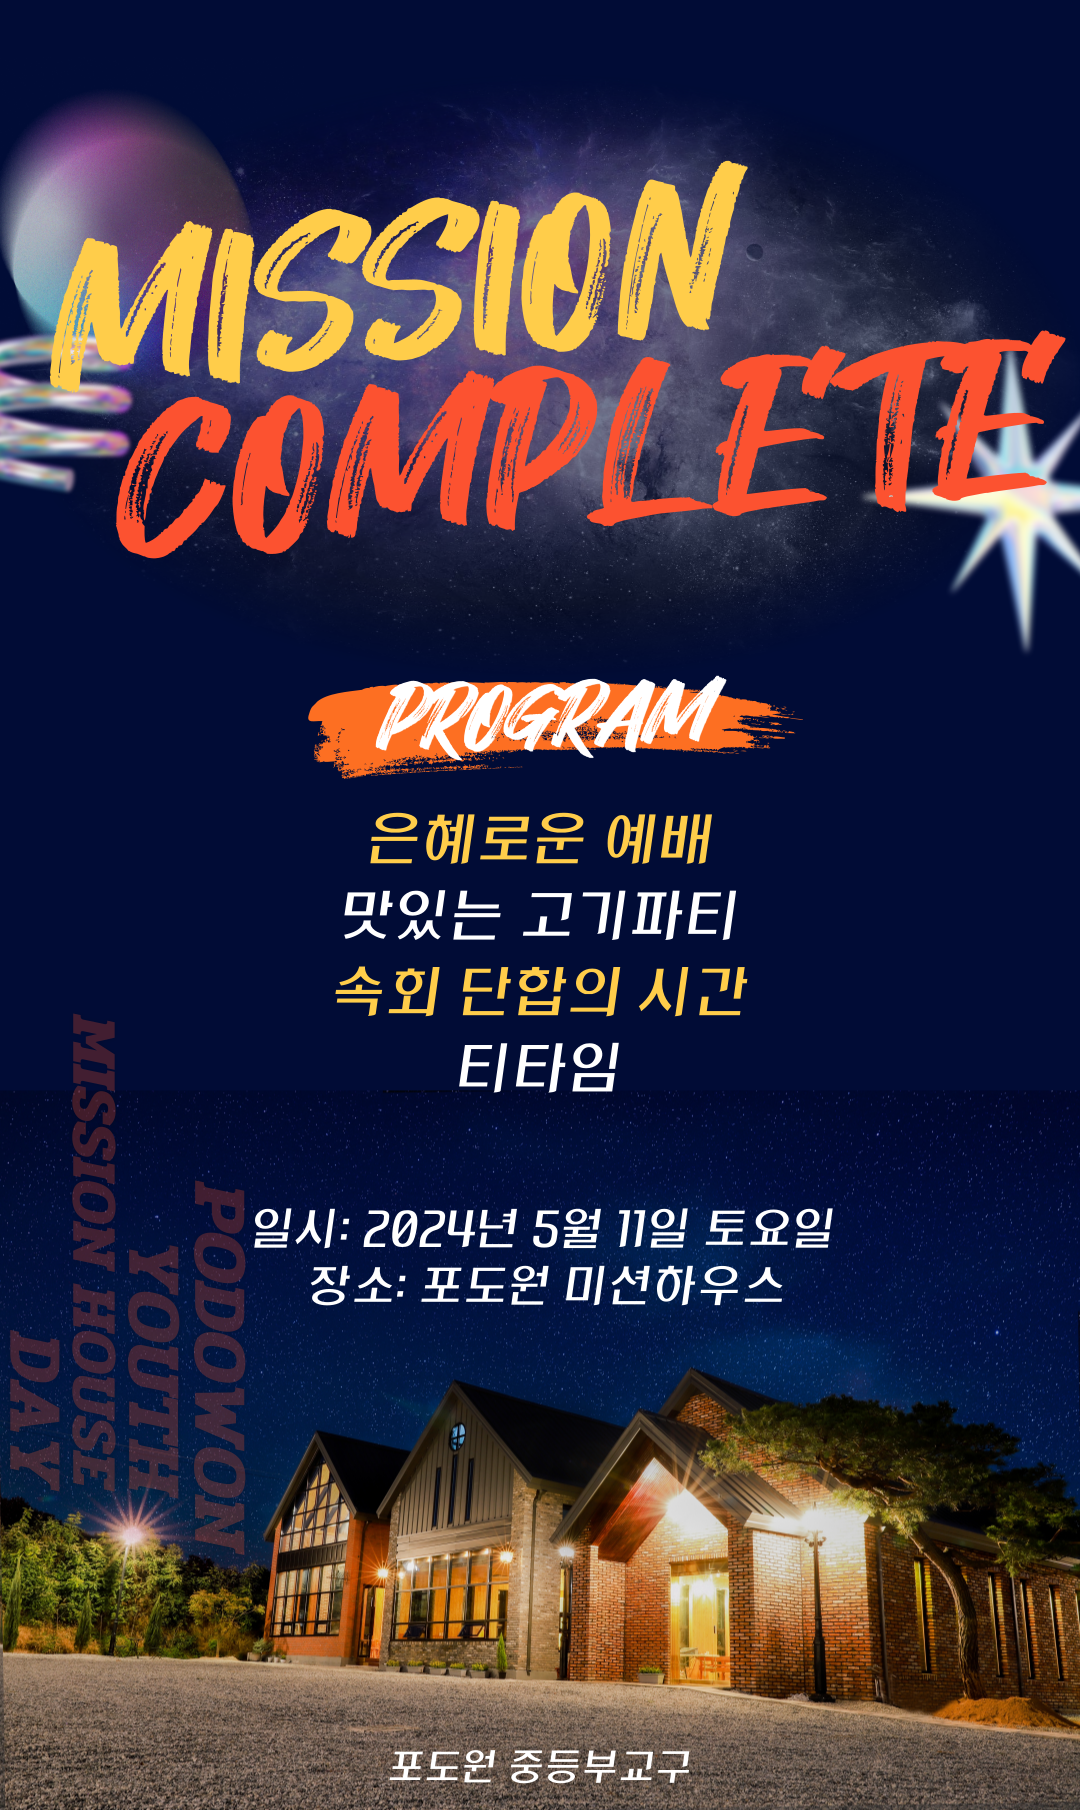 MISSION
COMPLETE
PROGRAM
은혜로운 예배
맛있는 고기파티
속회 단합의 시간
티타임
일시: 2024년 5월 11일 토요일
장소: 포도원 미션하우스
PODOWON
YOUTH
MISSION HOUSE
DAY
포도원 중등부교구